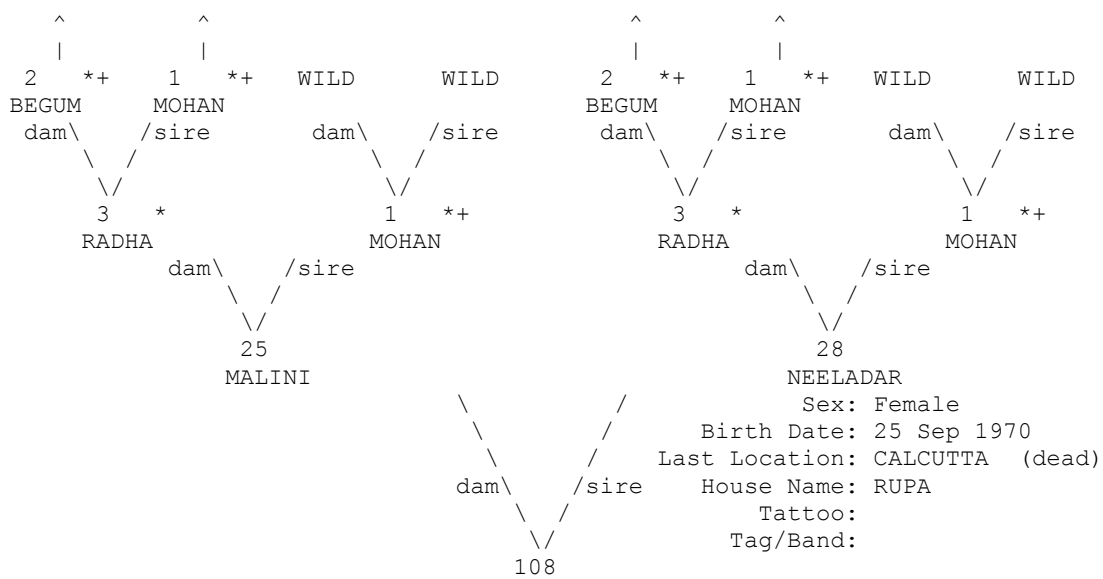 ^ ^ ^ ^
| | | |
2 *+ 1 *+ WILD WILD 2 *+ 1 *+ WILD WILD
BEGUM MOHAN BEGUM MOHAN
dam\ /sire dam\ /sire dam\ /sire dam\ /sire
\ / \ / \ / \ /
\/ \/ \/ \/
3 * 1 *+ 3 * 1 *+
RADHA MOHAN RADHA MOHAN
dam\ /sire dam\ /sire
\ / \ /
\/ \/
25 28
MALINI NEELADAR
\ / Sex: Female
\ / Birth Date: 25 Sep 1970
\ / Last Location: CALCUTTA (dead)
dam\ /sire House Name: RUPA
\ / Tattoo:
\/ Tag/Band:
108